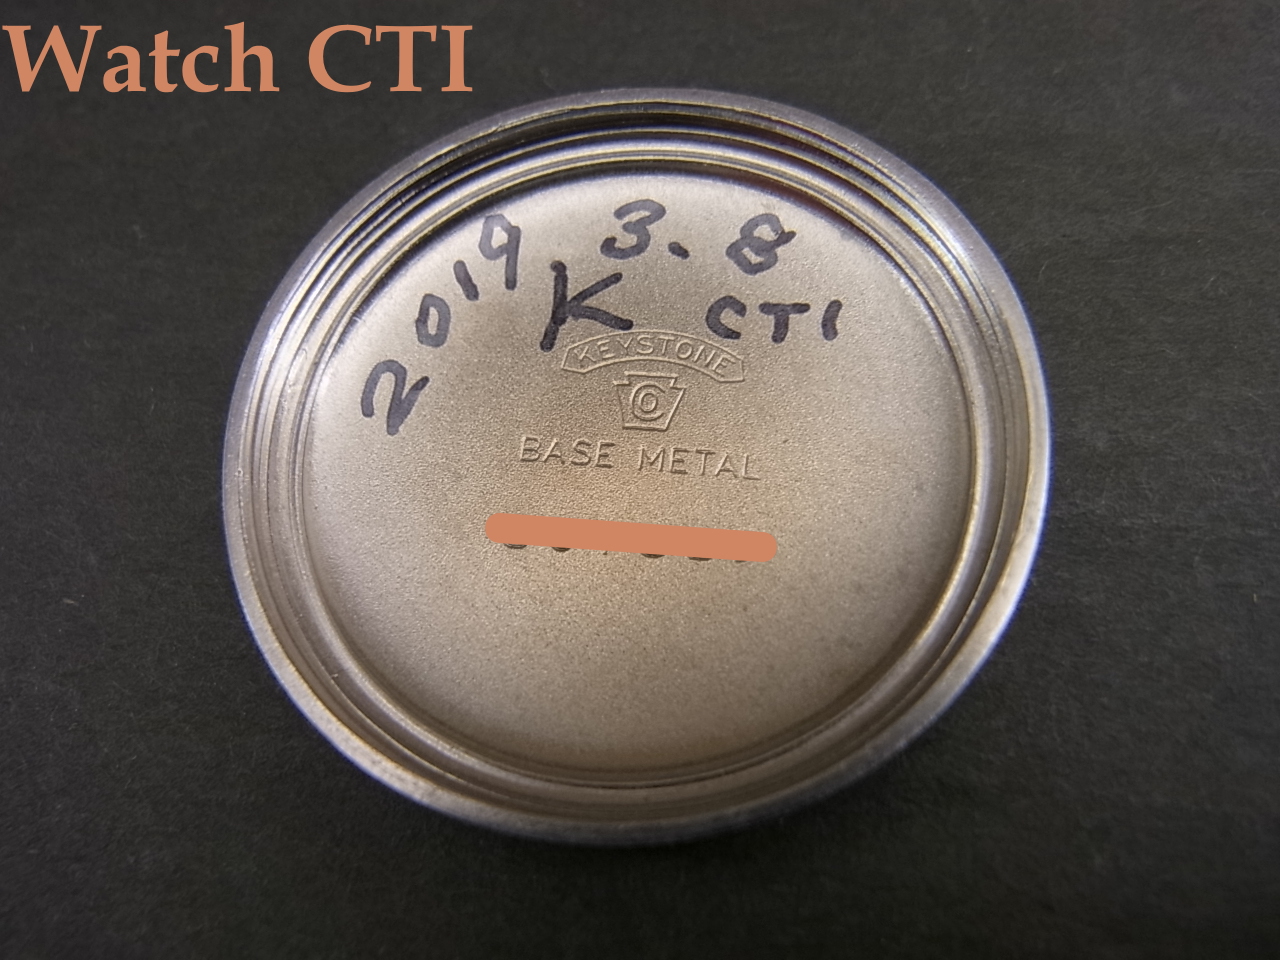 Watch CTI
2019 3.8
K CTI
KEYSTONE
BASE METAL